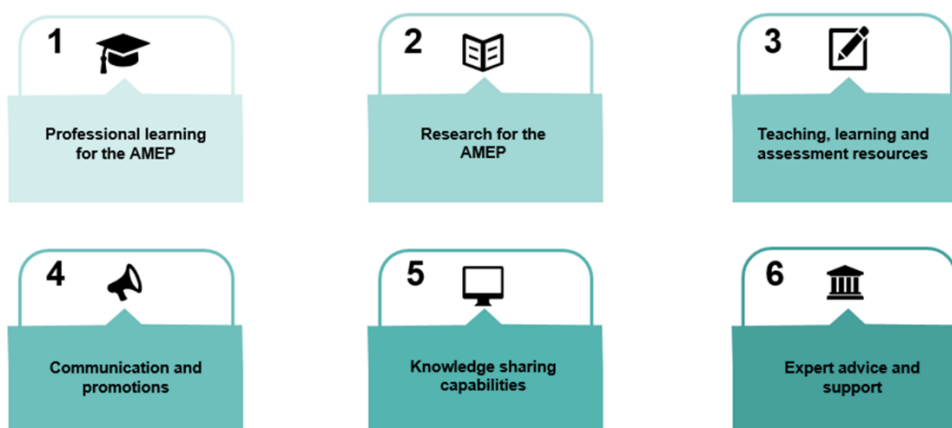 1
Professional learning
for the AMEP
2
Research for the
AMEP
3
Teaching, learning and
assessment resources
4
Communication and
promotions
5
Knowledge sharing
capabilities
6
Expert advice and
support